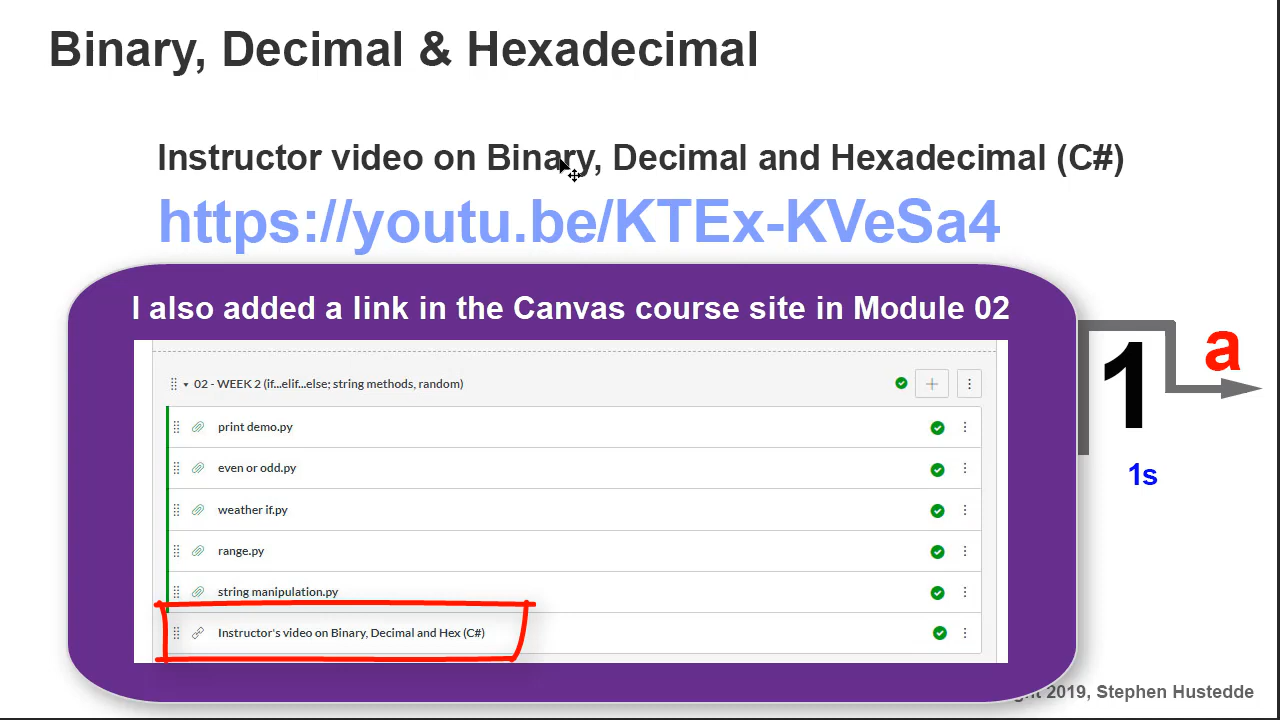 Binary, Decimal & Hexadecimal
Instructor video on Binary, Decimal and Hexadecimal (C#)
https://youtu.be/KTEx-KVeSa4
I also added a link in the Canvas course site in Module 02
02 - WEEK 2 (if...elif...else; string methods, random)
print demo.py
even or odd.py
weather if.py
range.py
string manipulation.py
Instructor's video on Binary, Decimal and Hex (C#)
1
a
1s
2019, Stephen Hustedde